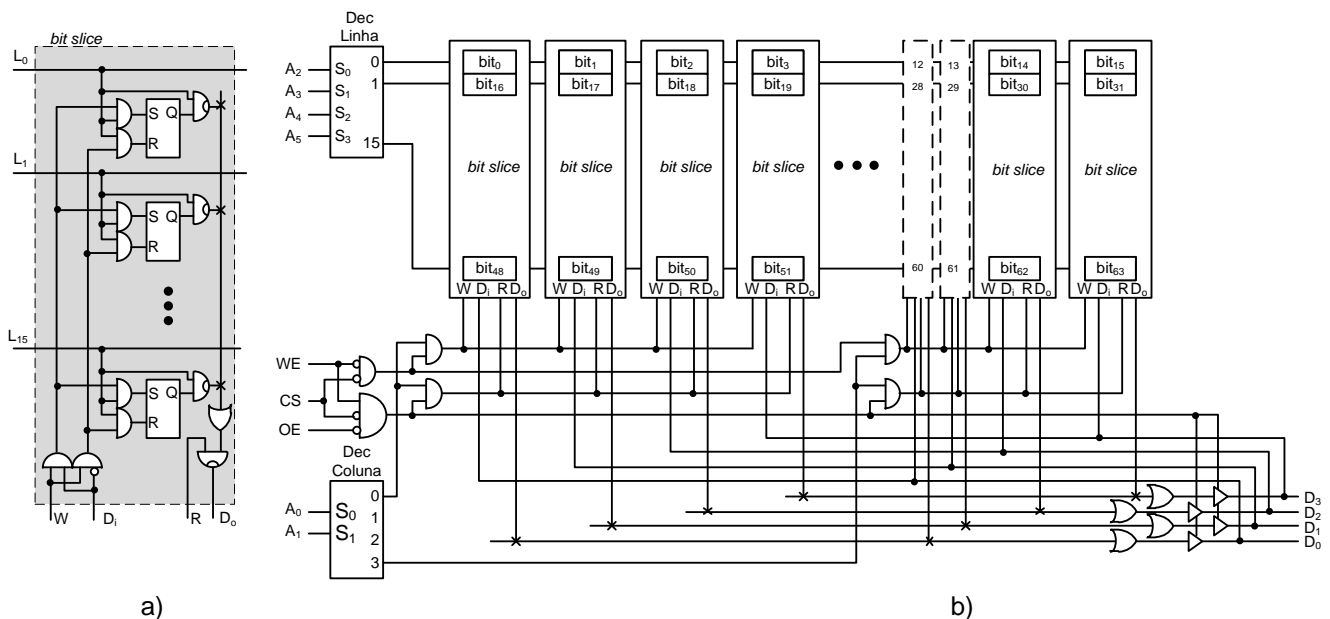 bit slice
L0
S Q
R
L1
S Q
R
L15
S Q
R
W Di R Do
a)
Dec
Linha
A2 S0 0
A3 S1 1
A4 S2
A5 S3 15
bit0 bit1 bit2 bit3 12 13 bit14 bit15
bit16 bit17 bit18 bit19 28 29 bit30 bit31
bit slice bit slice bit slice bit slice bit slice bit slice
bit48 bit49 bit50 bit51 60 61 bit62 bit63
W Di R Do W Di R Do W Di R Do W Di R Do W Di R Do W Di R Do
WE
CS
OE
Dec
Coluna
0
A0 S0 1
A1 S1 2
3
D3
D2
D1
D0
b)